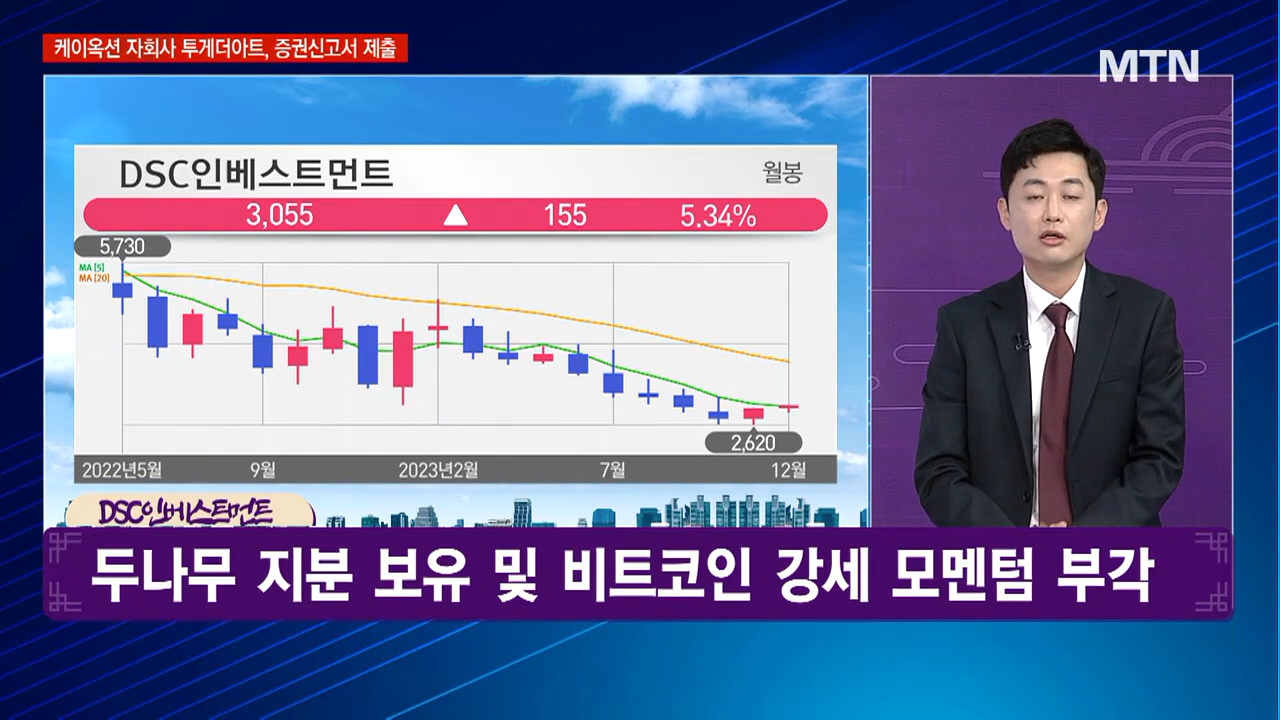 케이옥션 자회사 투게더아트, 증권신고서 제출
MTN
DSC인베스트먼트
월봉
3,055 ▲ 155 5.34%
5,730
MA [5]
MA [20]
2,620
2022년5월 9월 2023년2월 7월 12월
DSC인베스트먼트
두나무 지분 보유 및 비트코인 강세 모멘텀 부각